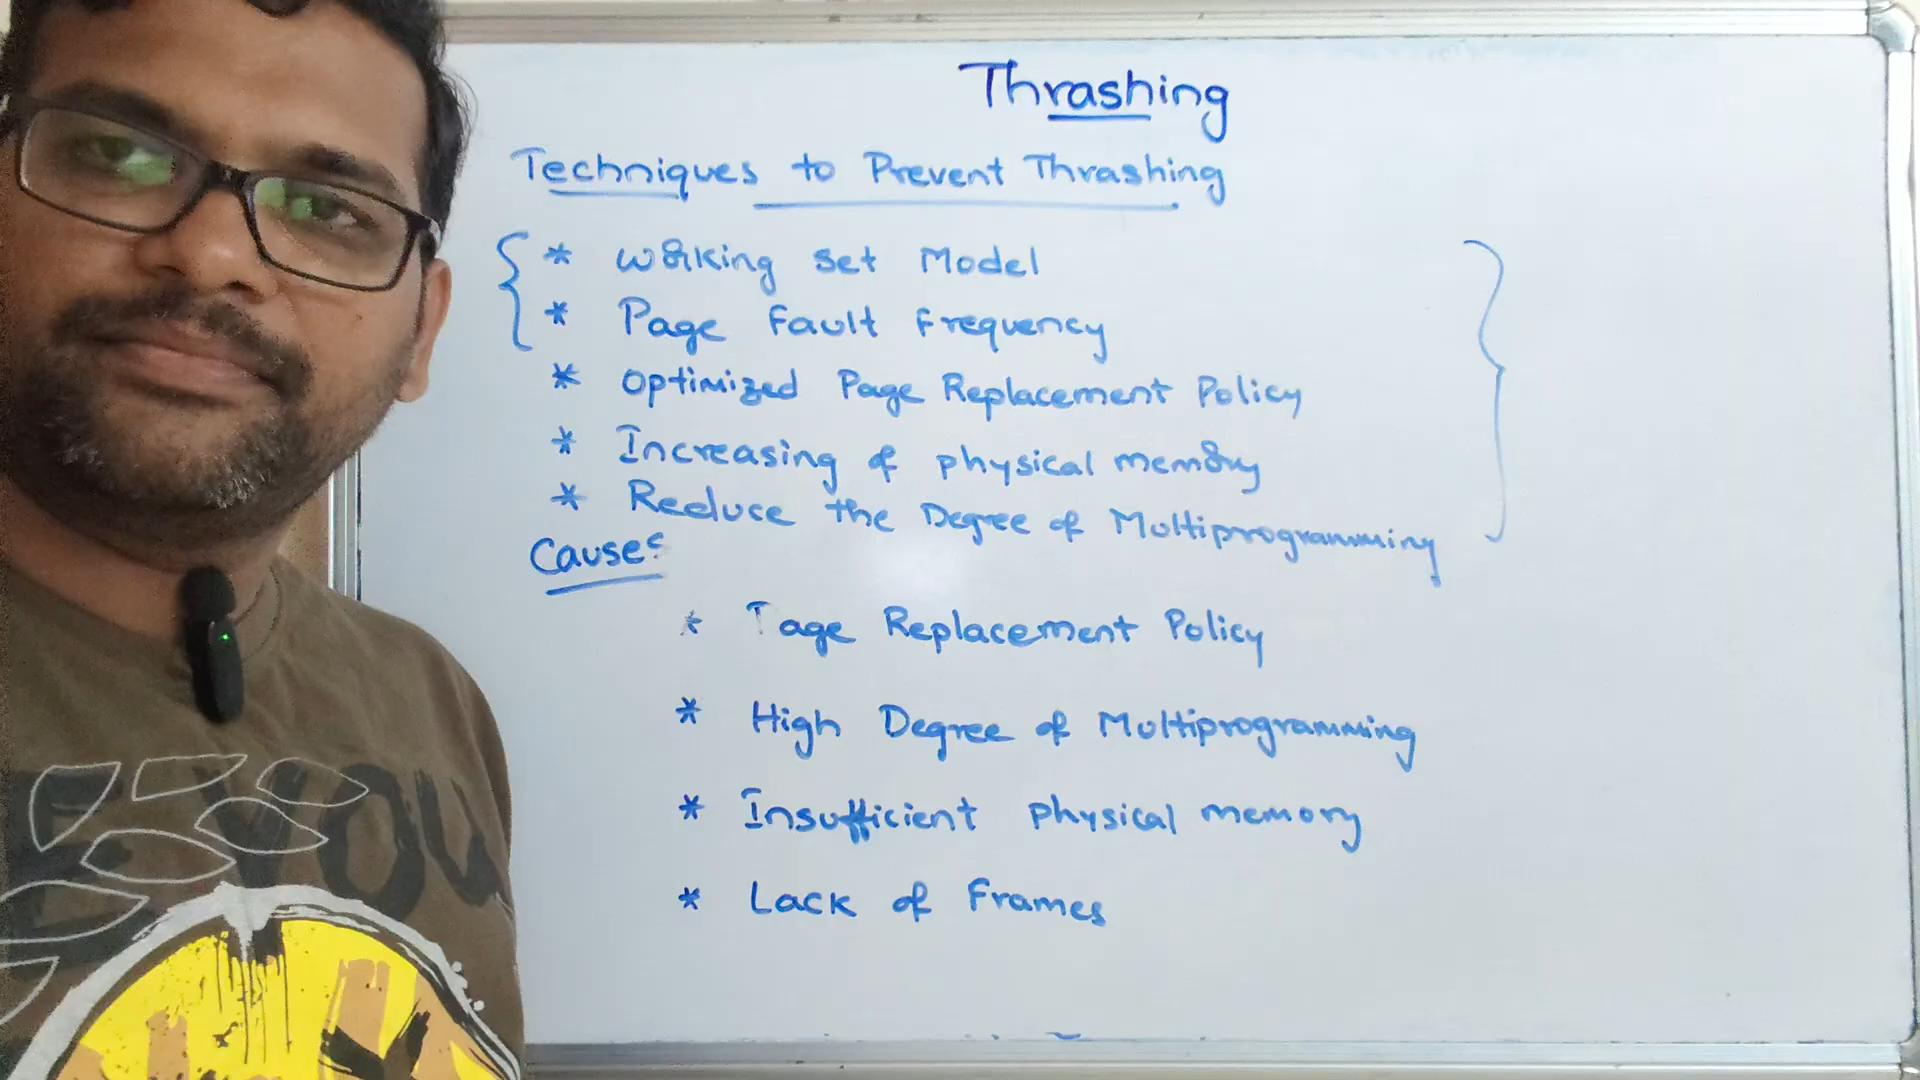 Thrashing
Techniques to Prevent Thrashing
* Working set Model
* Page Fault Frequency
* Optimized Page Replacement Policy
* Increasing of physical memory
* Reduce the Degree of Multiprogramming
Causes
* Page Replacement Policy
* High Degree of Multiprogramming
* Insufficient physical memory
* Lack of Frames
YOU